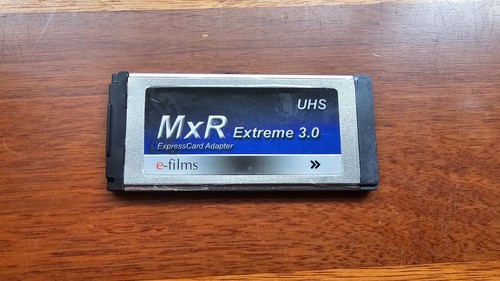 UHS
MxR Extreme 3.0
ExpressCard Adapter
e-films